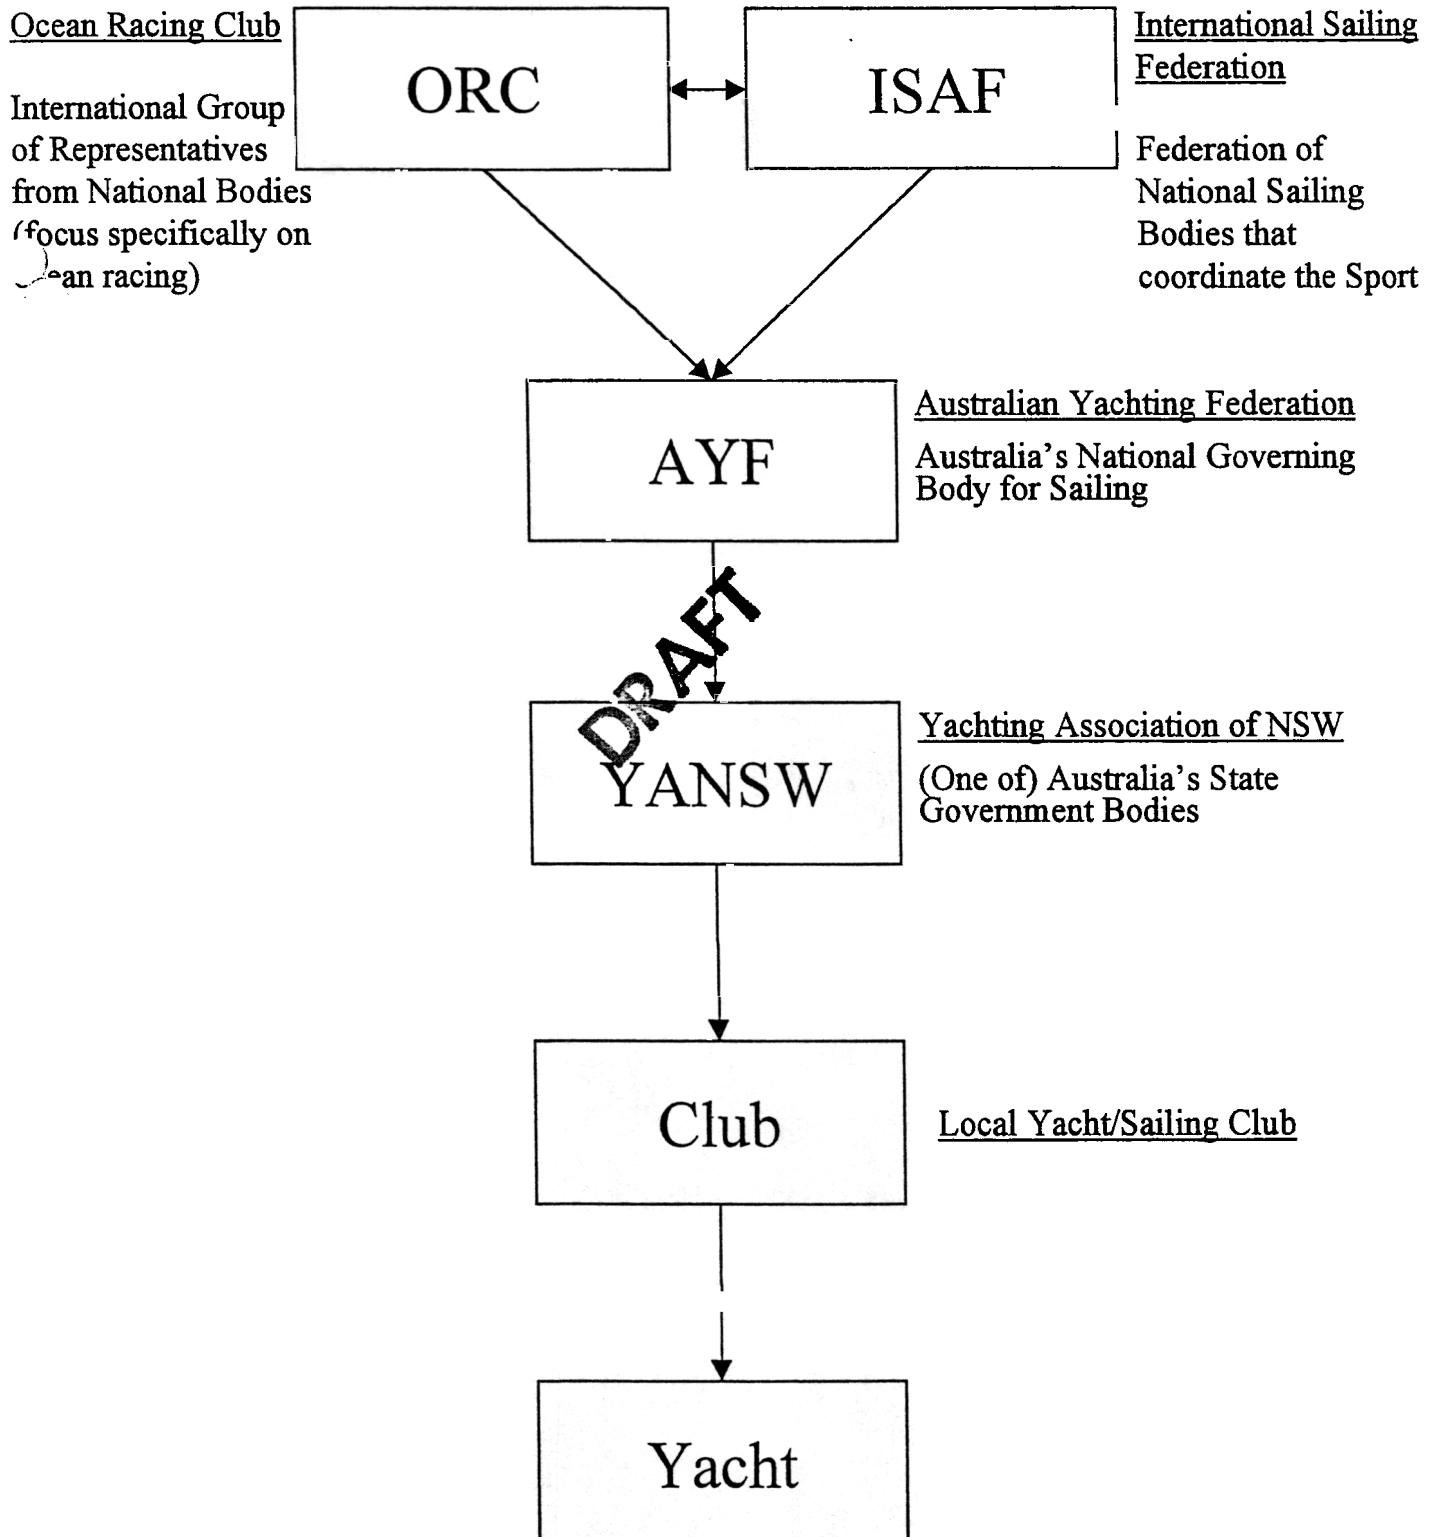 Ocean Racing Club
International Group
of Representatives
from National Bodies
(focus specifically on
an racing)
ORC
ISAF
International Sailing
Federation
Federation of
National Sailing
Bodies that
coordinate the Sport
AYF
Australian Yachting Federation
Australia's National Governing
Body for Sailing
DRAFT
YANSW
Yachting Association of NSW
(One of) Australia's State
Government Bodies
Club
Local Yacht/Sailing Club
Yacht